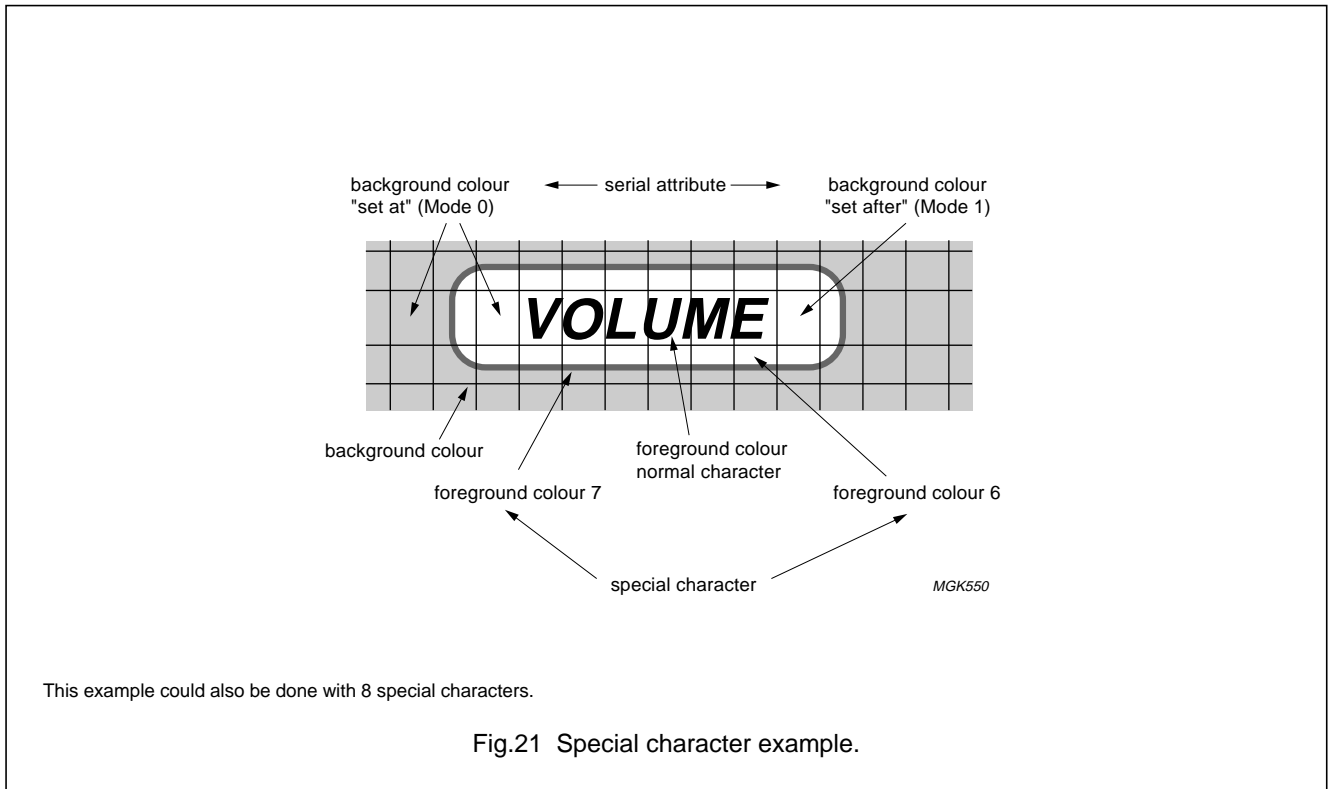 background colour
"set at" (Mode 0)
serial attribute
background colour
"set after" (Mode 1)
VOLUME
background colour
foreground colour
normal character
foreground colour 7
foreground colour 6
special character
MGK550
This example could also be done with 8 special characters.
Fig.21 Special character example.